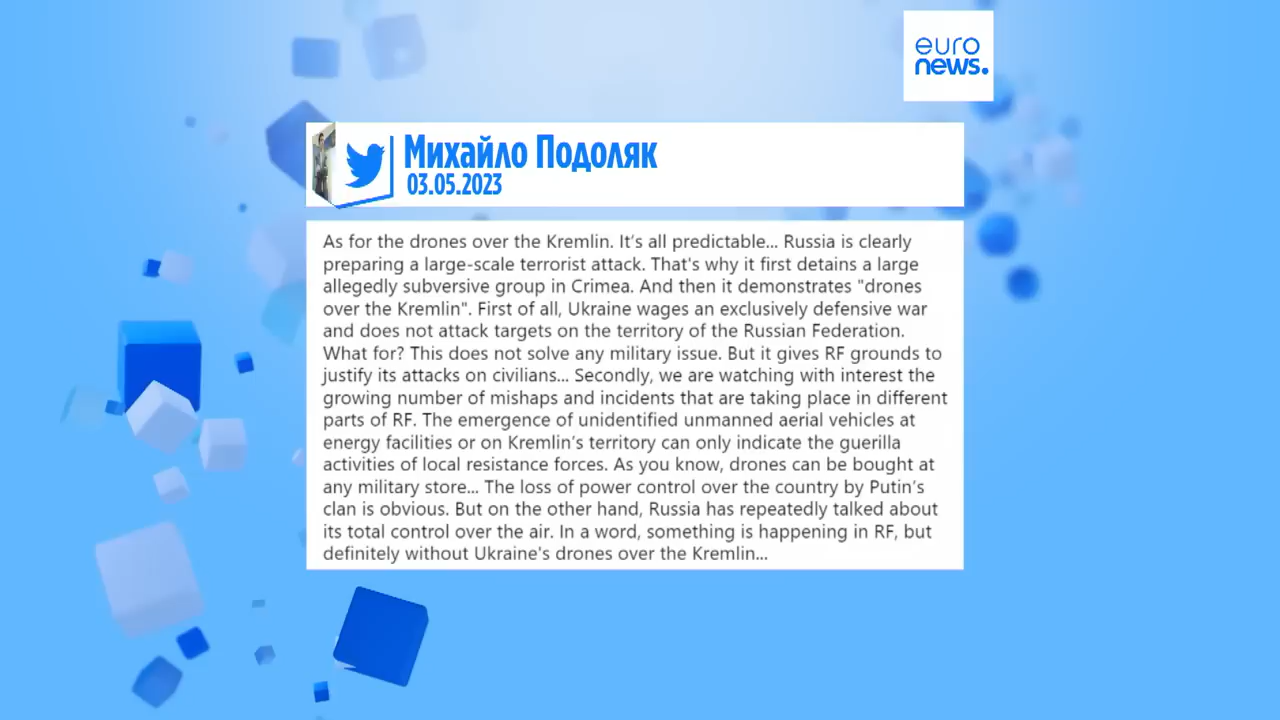 euro
news.
Михайло Подоляк
03.05.2023
As for the drones over the Kremlin. It’s all predictable... Russia is clearly
preparing a large-scale terrorist attack. That's why it first detains a large
allegedly subversive group in Crimea. And then it demonstrates "drones
over the Kremlin". First of all, Ukraine wages an exclusively defensive war
and does not attack targets on the territory of the Russian Federation.
What for? This does not solve any military issue. But it gives RF grounds to
justify its attacks on civilians... Secondly, we are watching with interest the
growing number of mishaps and incidents that are taking place in different
parts of RF. The emergence of unidentified unmanned aerial vehicles at
energy facilities or on Kremlin’s territory can only indicate the guerilla
activities of local resistance forces. As you know, drones can be bought at
any military store... The loss of power control over the country by Putin’s
clan is obvious. But on the other hand, Russia has repeatedly talked about
its total control over the air. In a word, something is happening in RF, but
definitely without Ukraine's drones over the Kremlin...